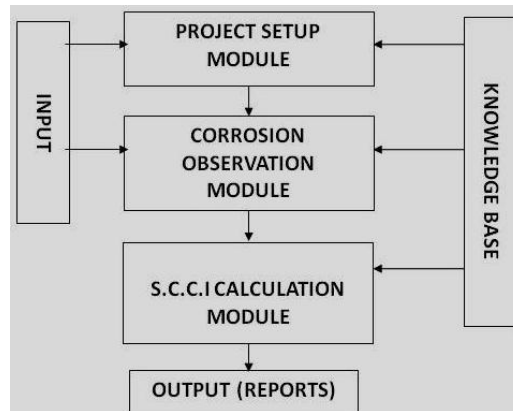 PROJECT SETUP
MODULE
INPUT
CORROSION
OBSERVATION
MODULE
KNOWLEDGE BASE
S.C.C.I CALCULATION
MODULE
OUTPUT (REPORTS)